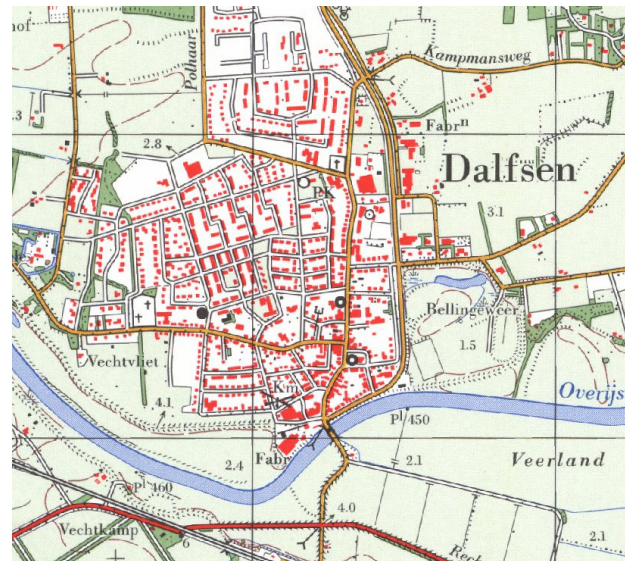 hof
Polhaar
Kampmansweg
.3
Fabrn
2.8
Dalfsen
PK
3.1
Bellingeweer
1.5
Vechtvliet
Km
4.1
Overijs
Pl 450
Fabr
2.4
2.1
Veerland
Pl 460
4.0
Vechtkamp
6
2.1
Rech